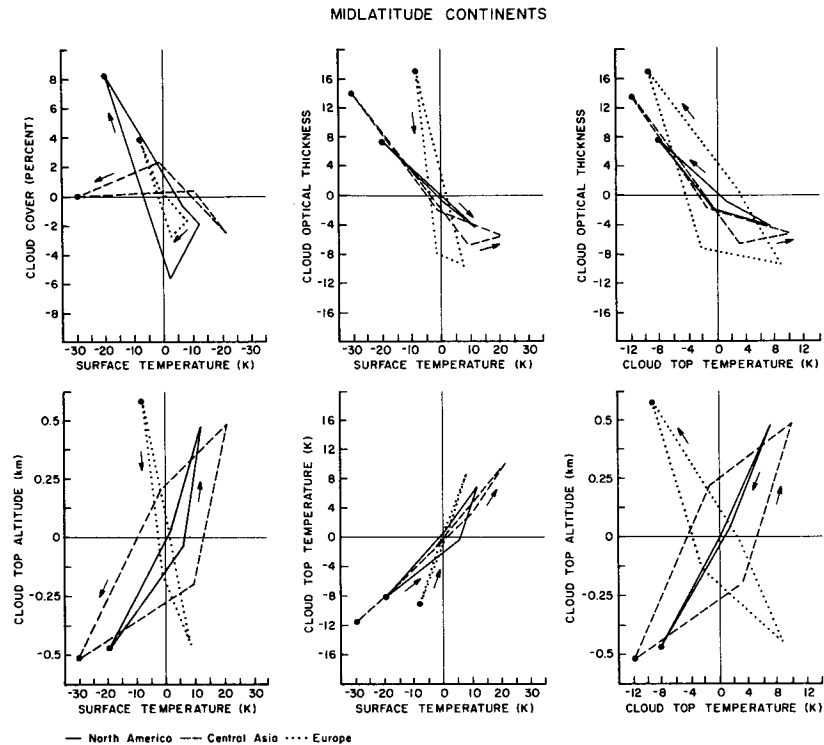 MIDLATITUDE CONTINENTS
CLOUD COVER (PERCENT)
8
6
4
2
0
-2
-4
-6
-8
-30 -20 -10 0 -10 -20 -30
SURFACE TEMPERATURE (K)
CLOUD OPTICAL THICKNESS
16
12
8
4
0
-4
-8
-12
-16
-30 -20 -10 0 10 20 30
SURFACE TEMPERATURE (K)
CLOUD OPTICAL THICKNESS
16
12
8
4
0
-4
-8
-12
-16
-12 -8 -4 0 4 8 12
CLOUD TOP TEMPERATURE (K)
CLOUD TOP ALTITUDE (km)
0.5
0.25
0
-0.25
-0.5
-30 -20 -10 0 10 20 30
SURFACE TEMPERATURE (K)
CLOUD TOP TEMPERATURE (K)
16
12
8
4
0
-4
-8
-12
-16
-30 -20 -10 0 10 20 30
SURFACE TEMPERATURE (K)
CLOUD TOP ALTITUDE (km)
0.5
0.25
0
-0.25
-0.5
-12 -8 -4 0 4 8 12
CLOUD TOP TEMPERATURE (K)
North America Central Asia Europe